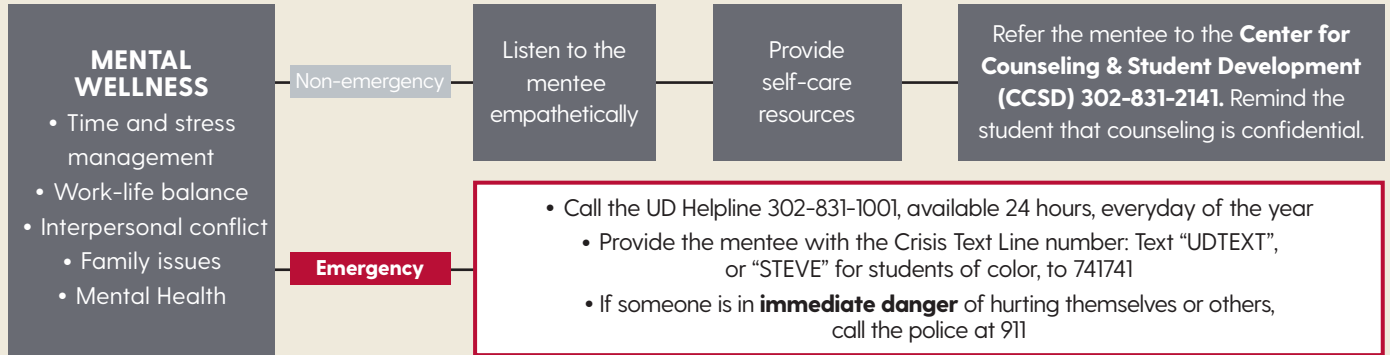 MENTAL
WELLNESS
• Time and stress
management
• Work-life balance
• Interpersonal conflict
• Family issues
• Mental Health
Non-emergency
Listen to the
mentee
empathetically
Provide
self-care
resources
Refer the mentee to the Center for
Counseling & Student Development
(CCSD) 302-831-2141. Remind the
student that counseling is confidential.
Emergency
• Call the UD Helpline 302-831-1001, available 24 hours, everyday of the year
• Provide the mentee with the Crisis Text Line number: Text “UDTEXT”,
or “STEVE” for students of color, to 741741
• If someone is in immediate danger of hurting themselves or others,
call the police at 911